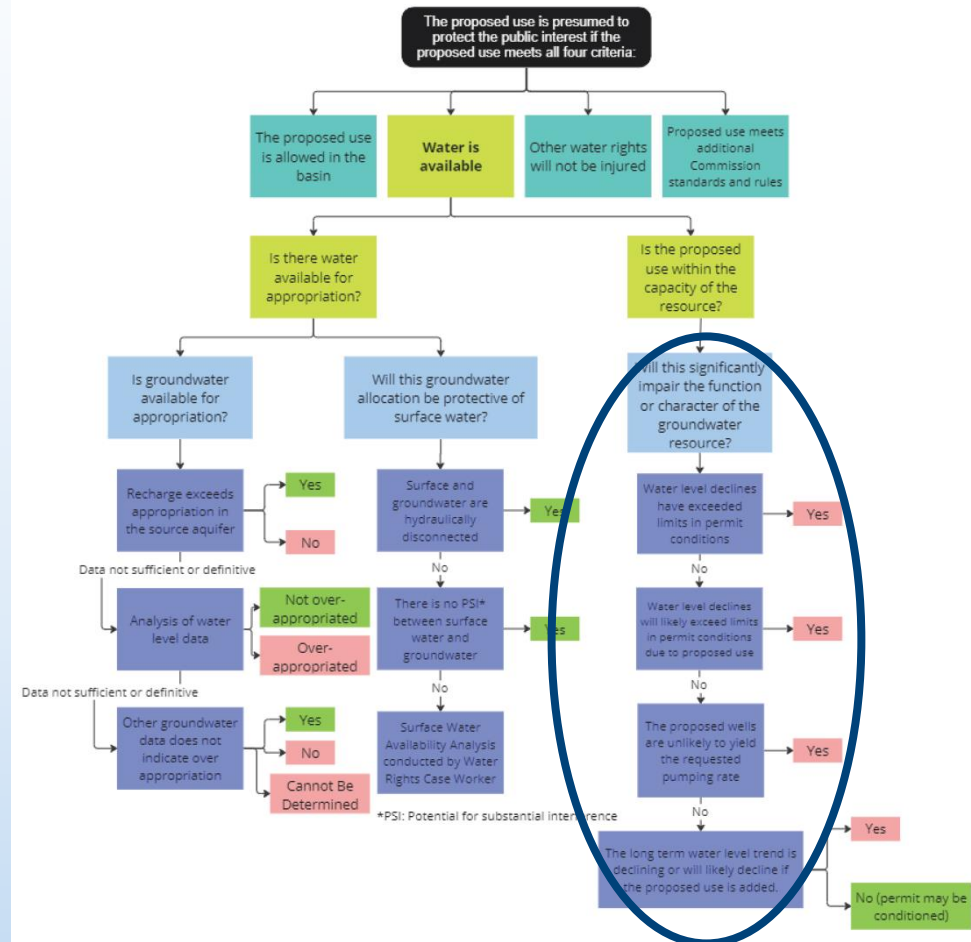 The proposed use is presumed to
protect the public interest if the
proposed use meets all four criteria:
The proposed use
is allowed in the
basin
Water is
available
Other water rights
will not be injured
Proposed use meets
additional
Commission
standards and rules
Is there water
available for
appropriation?
Is the proposed
use within the
capacity of the
resource?
Is groundwater
available for
appropriation?
Will this groundwater
allocation be protective of
surface water?
Will this significantly
impair the function
or character of the
groundwater
resource?
Recharge exceeds
appropriation in
the source aquifer
Yes
No
Surface and
groundwater are
hydraulically
disconnected
Yes
No
Water level declines
have exceeded
limits in permit
conditions
Yes
No
Data not sufficient or definitive
Analysis of water
level data
Not over-
appropriated
Over-
appropriated
There is no PSI*
between surface
water and
groundwater
Yes
No
Water level declines
will likely exceed limits
in permit conditions
due to proposed use
Yes
No
Data not sufficient or definitive
Other groundwater
data does not
indicate over
appropriation
Yes
No
Cannot Be
Determined
Surface Water
Availability Analysis
conducted by Water
Rights Case Worker
The proposed wells
are unlikely to yield
the requested
pumping rate
Yes
No
*PSI: Potential for substantial interference
The long term water level trend is
declining or will likely decline if
the proposed use is added.
Yes
No (permit may be
conditioned)